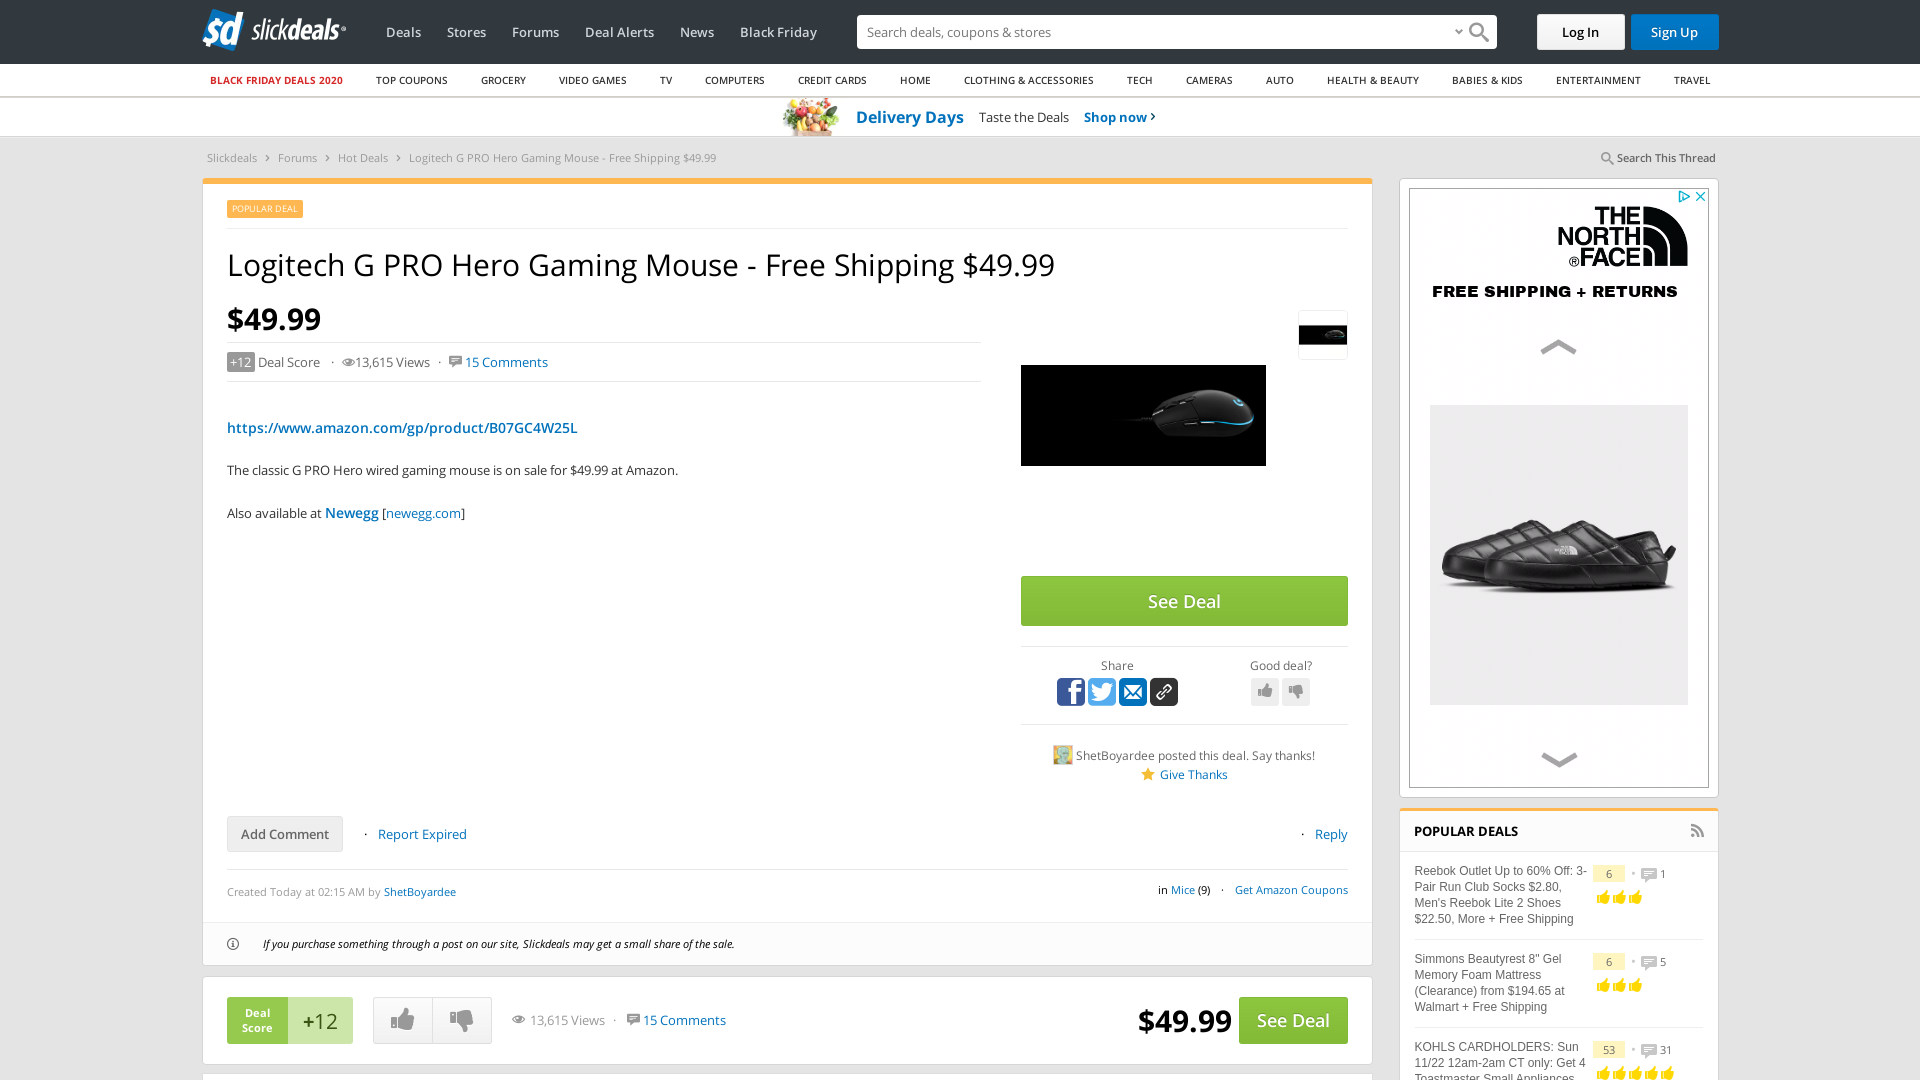 slickdeals
Deals
Stores
Forums
Deal Alerts
News
Black Friday
Search deals, coupons & stores
Log In
Sign Up
BLACK FRIDAY DEALS 2020
TOP COUPONS
GROCERY
VIDEO GAMES
TV
COMPUTERS
CREDIT CARDS
HOME
CLOTHING & ACCESSORIES
TECH
CAMERAS
AUTO
HEALTH & BEAUTY
BABIES & KIDS
ENTERTAINMENT
TRAVEL
Delivery Days Taste the Deals Shop now
Slickdeals › Forums › Hot Deals › Logitech G PRO Hero Gaming Mouse - Free Shipping $49.99
Search This Thread
POPULAR DEAL
Logitech G PRO Hero Gaming Mouse - Free Shipping $49.99
$49.99
+12 Deal Score · 13,615 Views · 15 Comments
https://www.amazon.com/gp/product/B07GC4W25L
The classic G PRO Hero wired gaming mouse is on sale for $49.99 at Amazon.
Also available at Newegg [newegg.com]
See Deal
Share
Good deal?
ShetBoyardee posted this deal. Say thanks!
Give Thanks
Add Comment
· Report Expired
· Reply
Created Today at 02:15 AM by ShetBoyardee
in Mice (9) · Get Amazon Coupons
If you purchase something through a post on our site, Slickdeals may get a small share of the sale.
Deal
Score
+12
13,615 Views · 15 Comments
$49.99
See Deal
THE
NORTH
FACE
®
FREE SHIPPING + RETURNS
POPULAR DEALS
Reebok Outlet Up to 60% Off: 3-
Pair Run Club Socks $2.80,
Men's Reebok Lite 2 Shoes
$22.50, More + Free Shipping
6 • 1
Simmons Beautyrest 8" Gel
Memory Foam Mattress
(Clearance) from $194.65 at
Walmart + Free Shipping
6 • 5
KOHLS CARDHOLDERS: Sun
11/22 12am-2am CT only: Get 4
Toastmaster Small Appliances
53 • 31